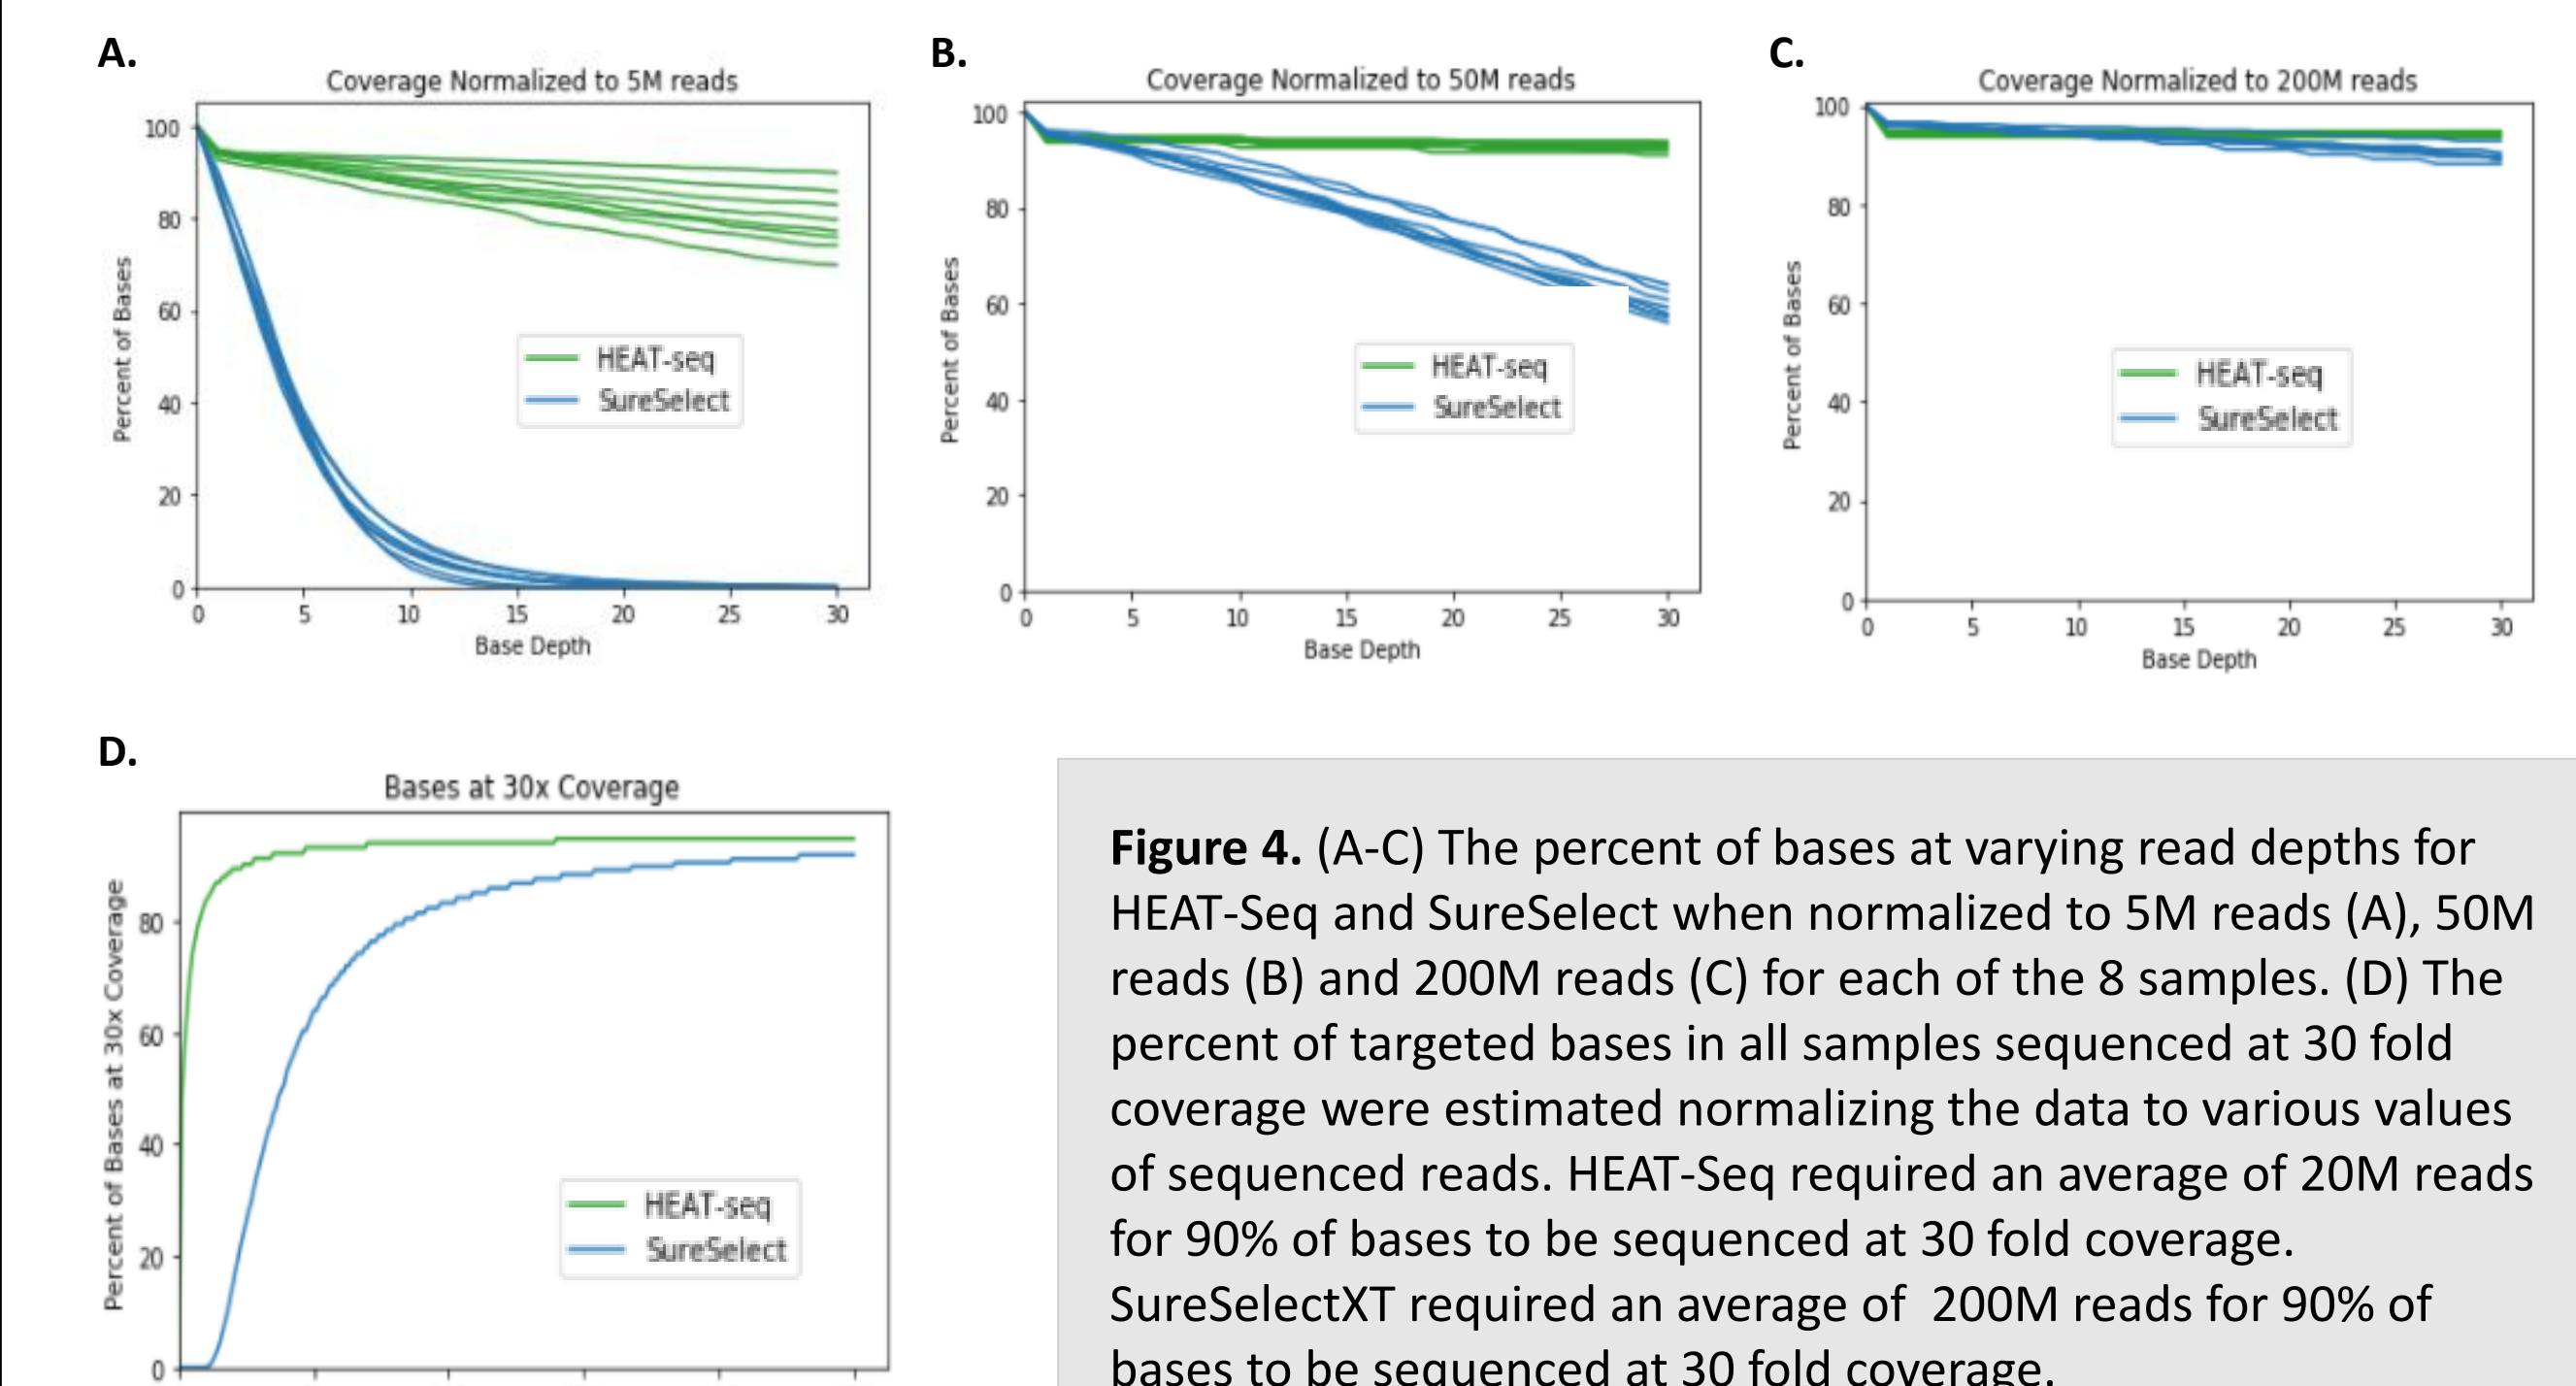 A.
Coverage Normalized to 5M reads
100
80
60
40
20
0
Percent of Bases
HEAT-seq
SureSelect
0 5 10 15 20 25 30
Base Depth
B.
Coverage Normalized to 50M reads
100
80
60
40
20
0
Percent of Bases
HEAT-seq
SureSelect
0 5 10 15 20 25 30
Base Depth
C.
Coverage Normalized to 200M reads
100
80
60
40
20
0
Percent of Bases
HEAT-seq
SureSelect
0 5 10 15 20 25 30
Base Depth
D.
Bases at 30x Coverage
80
60
40
20
0
Percent of Bases at 30x Coverage
HEAT-seq
SureSelect
Figure 4. (A-C) The percent of bases at varying read depths for
HEAT-Seq and SureSelect when normalized to 5M reads (A), 50M
reads (B) and 200M reads (C) for each of the 8 samples. (D) The
percent of targeted bases in all samples sequenced at 30 fold
coverage were estimated normalizing the data to various values
of sequenced reads. HEAT-Seq required an average of 20M reads
for 90% of bases to be sequenced at 30 fold coverage.
SureSelectXT required an average of  200M reads for 90% of
bases to be sequenced at 30 fold coverage.